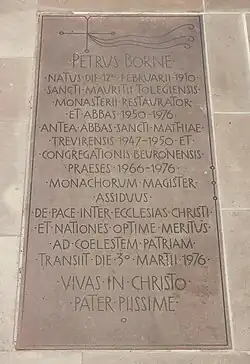 PETRUS BORNE
·NATUS·DIE·12ª·FEBRUARII·1910·
SANCTI·MAURITII·TOLEGIENSIS·
MONASTERII·RESTAURATOR·
ET·ABBAS·1950-1976·
ANTEA·ABBAS·SANCTI·MATHIAE·
TREVIRENSIS·1947-1950·ET·
CONGREGATIONIS·BEURONENSIS·
PRAESES·1966-1976·
MONACHORUM·MAGISTER·
ASSIDUUS·
DE·PACE·INTER·ECCLESIAS·CHRISTI
ET·NATIONES·OPTIME·MERITUS·
AD·COELESTEM·PATRIAM·
TRANSIIT·DIE·3ª·MARTII·1976·
·VIVAS·IN·CHRISTO·
·PATER·PIISSIME·